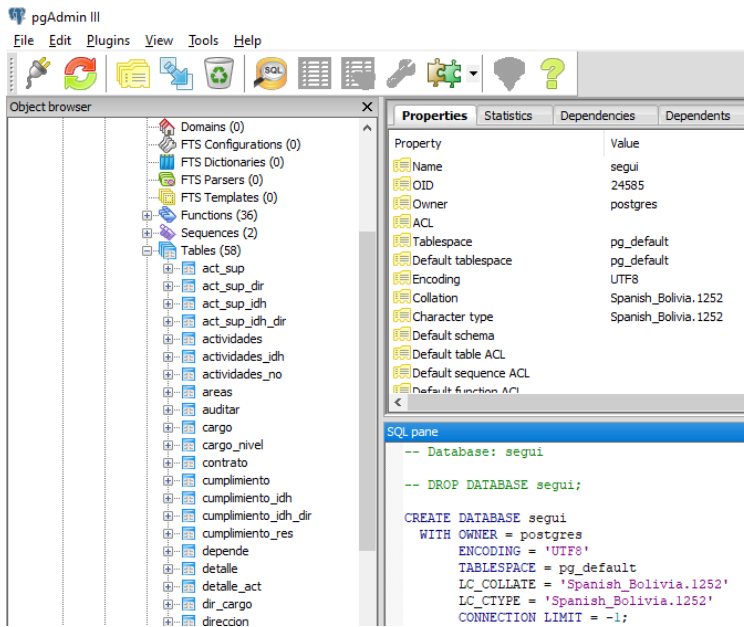 pgAdmin III
File Edit Plugins View Tools Help
SQL
Object browser
Domains (0)
FTS Configurations (0)
FTS Dictionaries (0)
FTS Parsers (0)
FTS Templates (0)
Functions (36)
Sequences (2)
Tables (58)
act_sup
act_sup_dir
act_sup_idh
act_sup_idh_dir
actividades
actividades_idh
actividades_no
areas
auditar
cargo
cargo_nivel
contrato
cumplimiento
cumplimiento_idh
cumplimiento_idh_dir
cumplimiento_res
depende
detalle
detalle_act
dir_cargo
direccion
Properties Statistics Dependencies Dependents
Property Value
Name segui
OID 24585
Owner postgres
ACL
Tablespace pg_default
Default tablespace pg_default
Encoding UTF8
Collation Spanish_Bolivia.1252
Character type Spanish_Bolivia.1252
Default schema
Default table ACL
Default sequence ACL
Default function ACL
SQL pane
-- Database: segui
-- DROP DATABASE segui;
CREATE DATABASE segui
WITH OWNER = postgres
ENCODING = 'UTF8'
TABLESPACE = pg_default
LC_COLLATE = 'Spanish_Bolivia.1252'
LC_CTYPE = 'Spanish_Bolivia.1252'
CONNECTION LIMIT = -1;